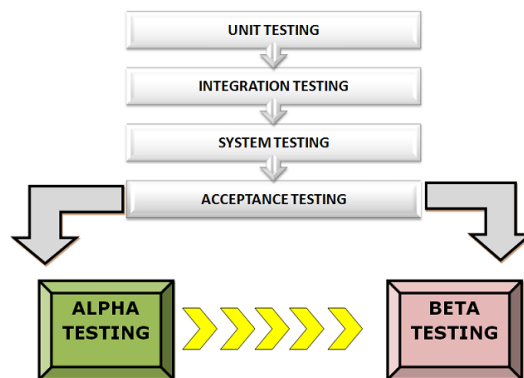 UNIT TESTING
INTEGRATION TESTING
SYSTEM TESTING
ACCEPTANCE TESTING
ALPHA
TESTING
BETA
TESTING